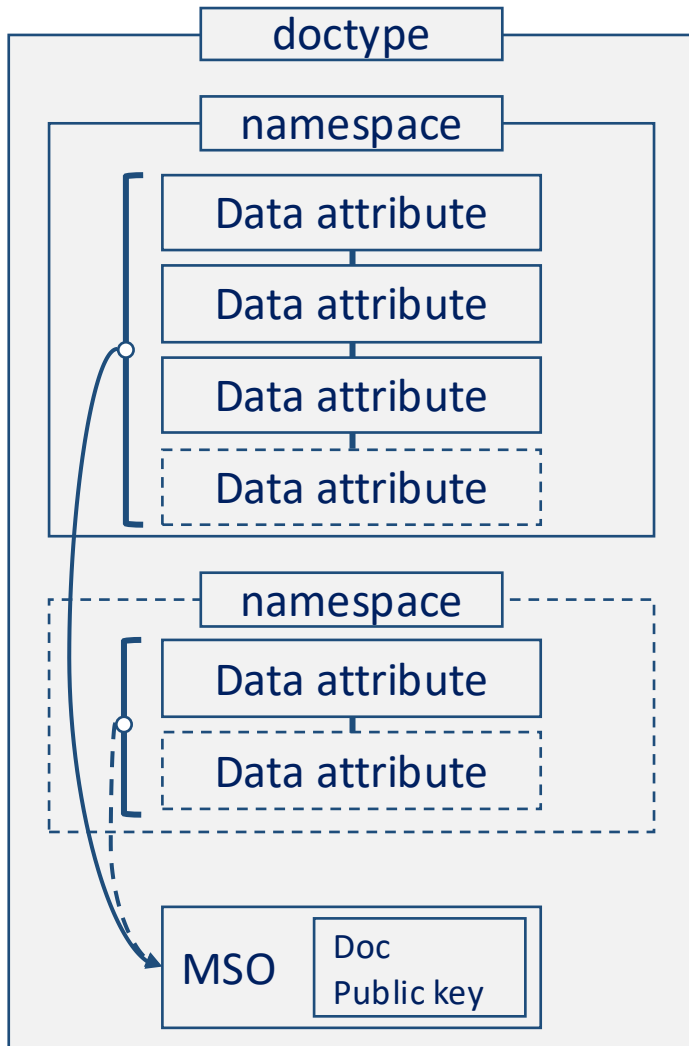 doctype
namespace
Data attribute
Data attribute
Data attribute
Data attribute
namespace
Data attribute
Data attribute
MSO
Doc
Public key